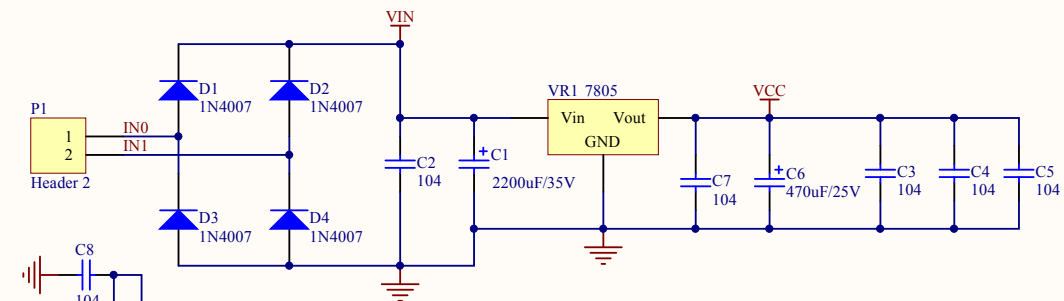 VIN
D1
1N4007
D2
1N4007
P1
1
2
IN0
IN1
Header 2
C2
104
+
C1
2200uF/35V
VR1 7805
Vin
Vout
GND
VCC
C7
104
+
C6
470uF/25V
C3
104
C4
104
C5
104
D3
1N4007
D4
1N4007
C8
104